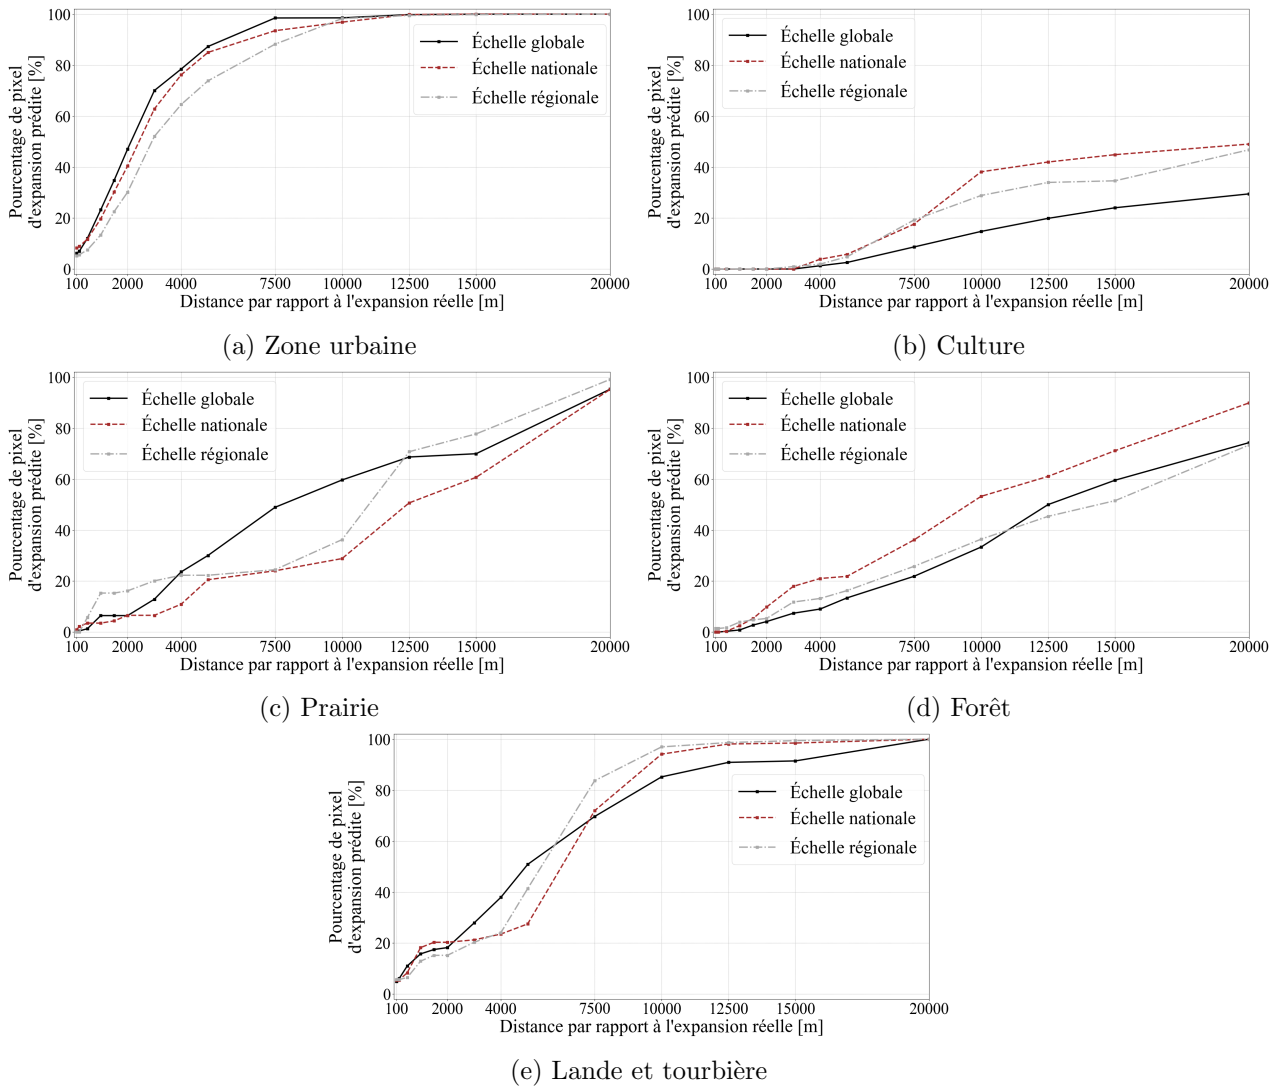 100
80
60
40
20
0
Pourcentage de pixel
d'expansion prédite [%]
Échelle globale
Échelle nationale
Échelle régionale
100 2000 4000 7500 10000 12500 15000 20000
Distance par rapport à l'expansion réelle [m]
(a) Zone urbaine
100
80
60
40
20
0
Pourcentage de pixel
d'expansion prédite [%]
Échelle globale
Échelle nationale
Échelle régionale
100 2000 4000 7500 10000 12500 15000 20000
Distance par rapport à l'expansion réelle [m]
(b) Culture
100
80
60
40
20
0
Pourcentage de pixel
d'expansion prédite [%]
Échelle globale
Échelle nationale
Échelle régionale
100 2000 4000 7500 10000 12500 15000 20000
Distance par rapport à l'expansion réelle [m]
(c) Prairie
100
80
60
40
20
0
Pourcentage de pixel
d'expansion prédite [%]
Échelle globale
Échelle nationale
Échelle régionale
100 2000 4000 7500 10000 12500 15000 20000
Distance par rapport à l'expansion réelle [m]
(d) Forêt
100
80
60
40
20
0
Pourcentage de pixel
d'expansion prédite [%]
Échelle globale
Échelle nationale
Échelle régionale
100 2000 4000 7500 10000 12500 15000 20000
Distance par rapport à l'expansion réelle [m]
(e) Lande et tourbière